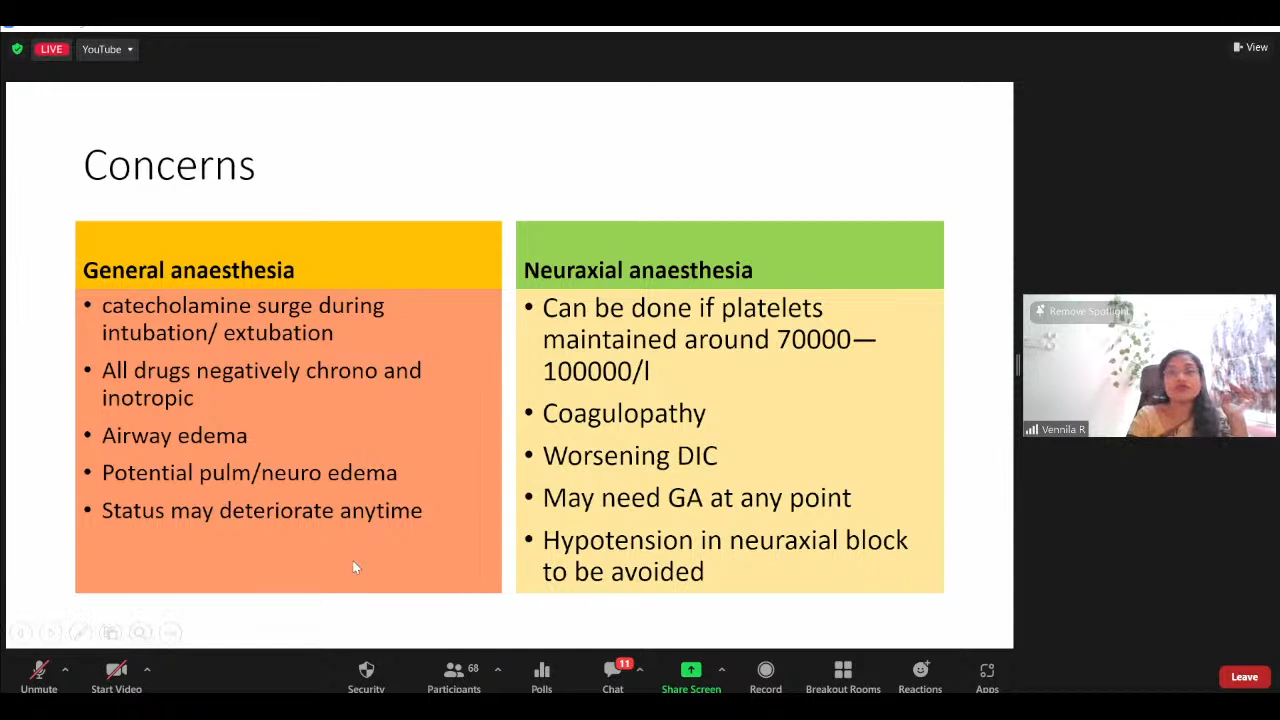 LIVE
YouTube
View
Concerns
General anaesthesia
• catecholamine surge during
intubation/ extubation
• All drugs negatively chrono and
inotropic
• Airway edema
• Potential pulm/neuro edema
• Status may deteriorate anytime
Neuraxial anaesthesia
• Can be done if platelets
maintained around 70000—
100000/l
• Coagulopathy
• Worsening DIC
• May need GA at any point
• Hypotension in neuraxial block
to be avoided
Remove Spotlight
Vennila R
Unmute
Start Video
Security
Participants
68
Polls
Chat
11
Share Screen
Record
Breakout Rooms
Reactions
Apps
Leave